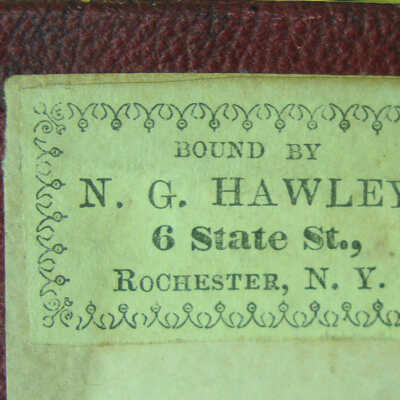 BOUND BY
N. G. HAWLEY
6 State St.,
ROCHESTER, N. Y.